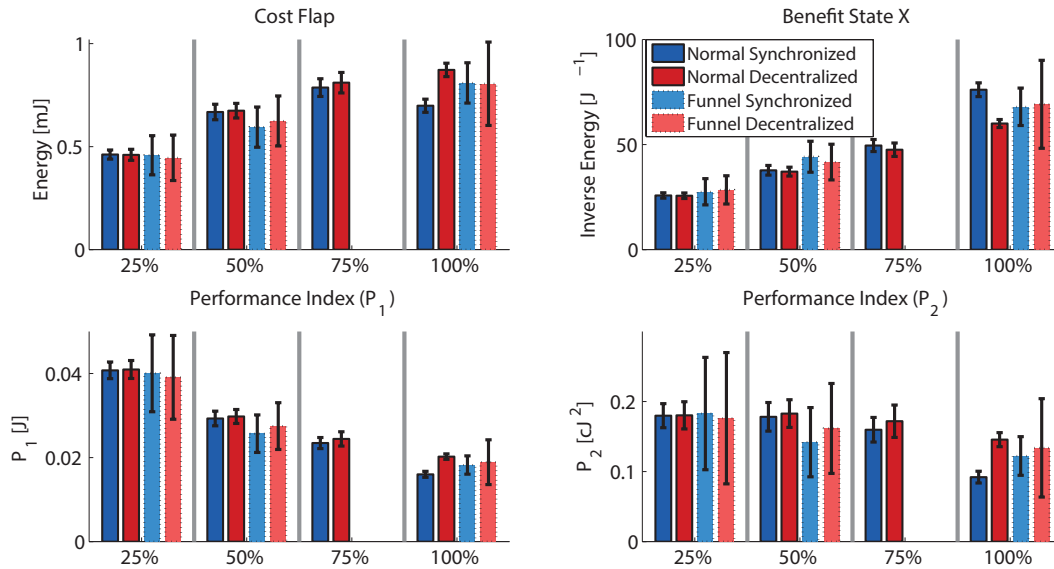 Cost Flap
Energy [mJ]
1
0.5
0
25% 50% 75% 100%
Benefit State X
Inverse Energy [J⁻¹]
100
50
0
Normal Synchronized
Normal Decentralized
Funnel Synchronized
Funnel Decentralized
25% 50% 75% 100%
Performance Index (P₁)
P₁ [J]
0.04
0.02
0
25% 50% 75% 100%
Performance Index (P₂)
P₂ [cJ²]
0.2
0.1
0
25% 50% 75% 100%